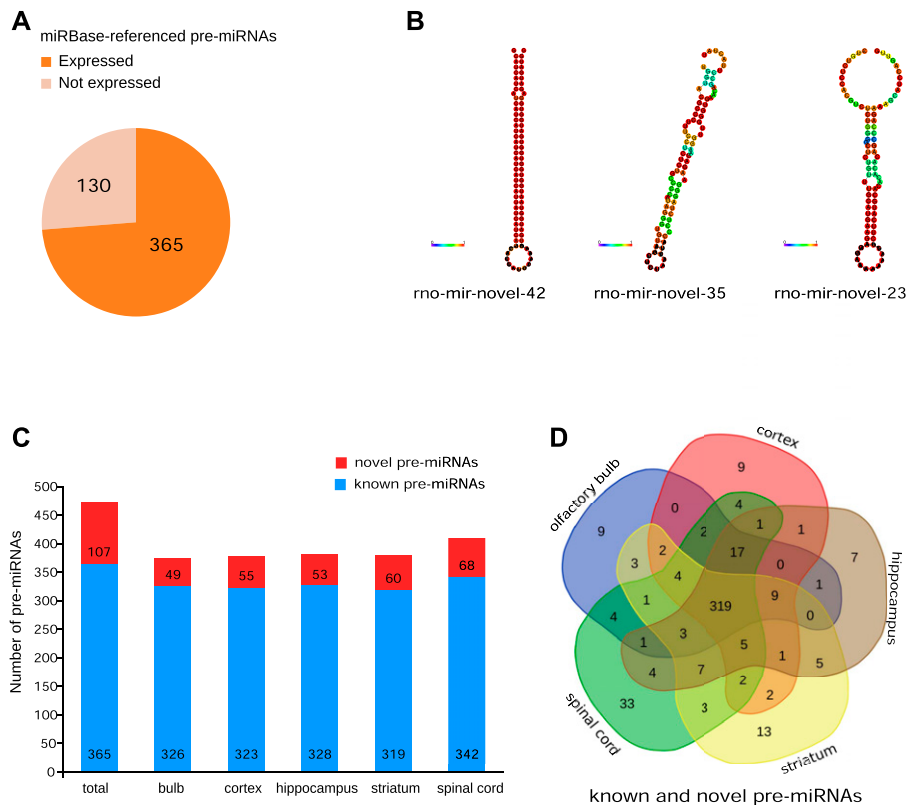 A
miRBase-referenced pre-miRNAs
Expressed
Not expressed
130
365
B
rno-mir-novel-42
rno-mir-novel-35
rno-mir-novel-23
C
novel pre-miRNAs
known pre-miRNAs
Number of pre-miRNAs
500
450
400
350
300
250
200
150
100
50
0
107
49
55
53
60
68
365
326
323
328
319
342
total
bulb
cortex
hippocampus
striatum
spinal cord
D
cortex
olfactory bulb
hippocampus
spinal cord
striatum
9
4
0
1
1
9
2
7
17
2
0
3
1
4
9
1
319
0
4
3
1
5
1
5
4
7
2
2
33
3
13
known and novel pre-miRNAs